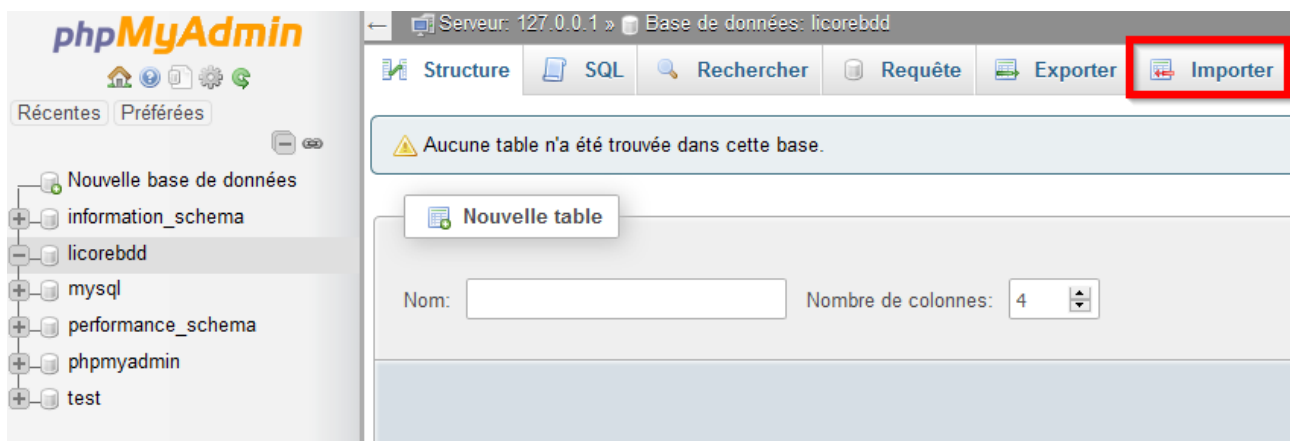 phpMyAdmin
Récentes Préférées
Nouvelle base de données
information_schema
licorebdd
mysql
performance_schema
phpmyadmin
test
Serveur: 127.0.0.1 » Base de données: licorebdd
Structure SQL Rechercher Requête Exporter Importer
Aucune table n'a été trouvée dans cette base.
Nouvelle table
Nom: Nombre de colonnes: 4